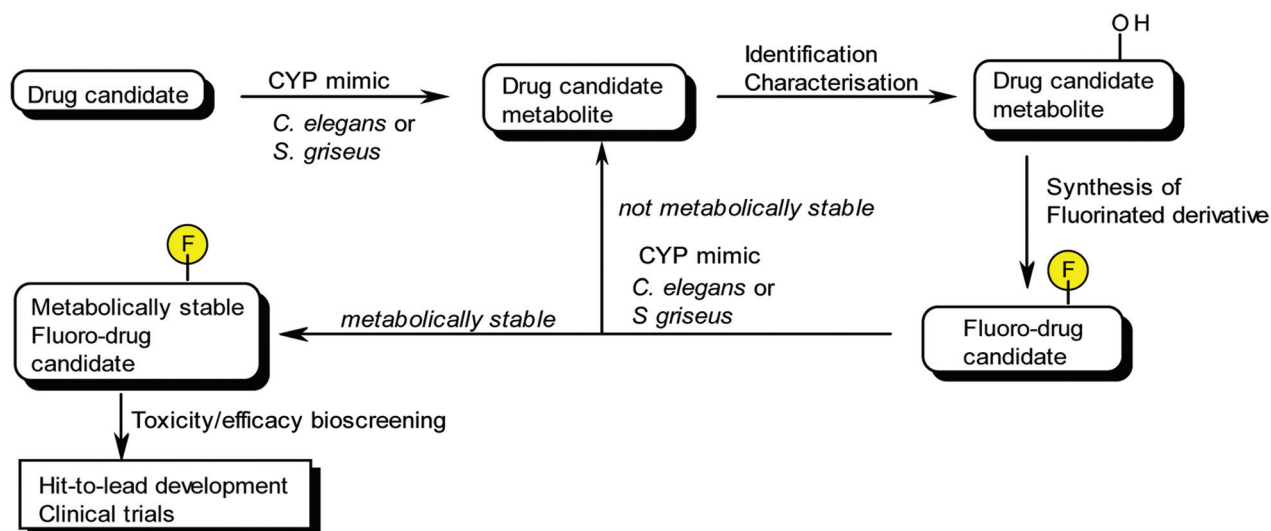 Drug candidate
CYP mimic
C. elegans or
S. griseus
Drug candidate
metabolite
Identification
Characterisation
OH
Drug candidate
metabolite
Synthesis of
Fluorinated derivative
F
Fluoro-drug
candidate
not metabolically stable
CYP mimic
C. elegans or
S griseus
metabolically stable
F
Metabolically stable
Fluoro-drug
candidate
Toxicity/efficacy bioscreening
Hit-to-lead development
Clinical trials